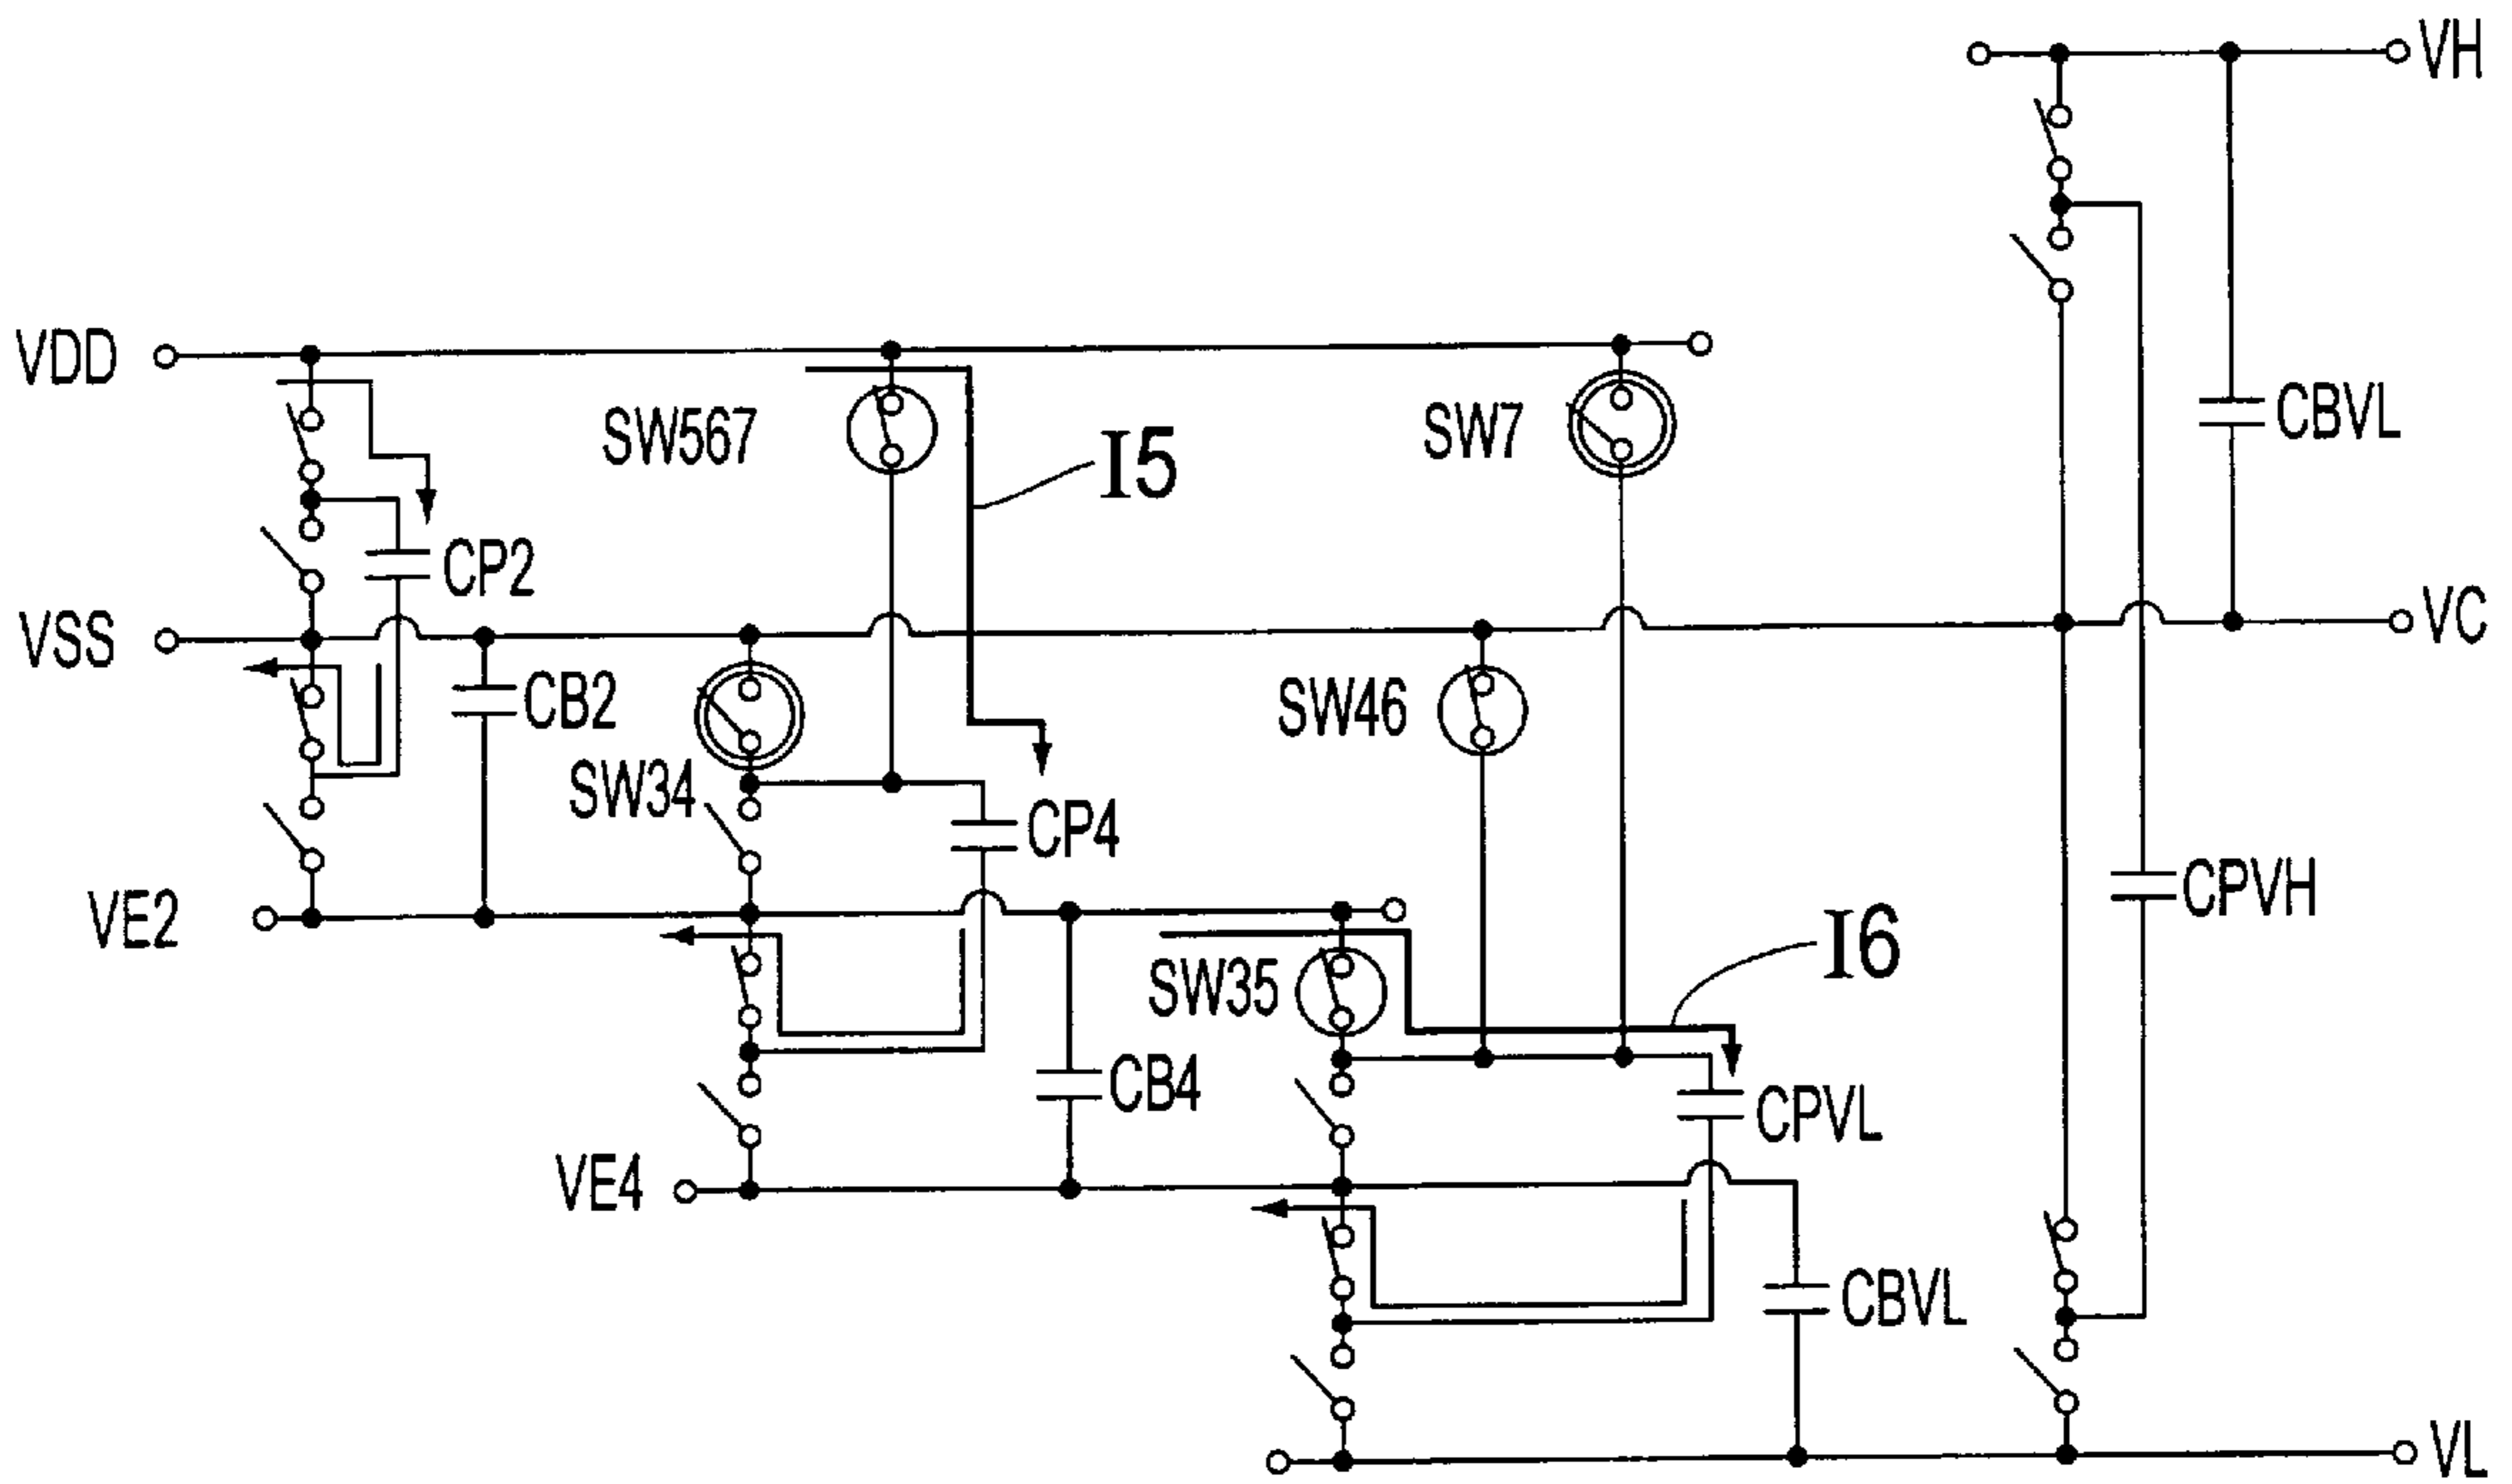 VH
VDD
SW567
SW7
CBVL
I5
CP2
VSS
VC
CB2
SW46
SW34
CP4
CPVH
VE2
I6
SW35
CB4
CPVL
VE4
CBVL
VL